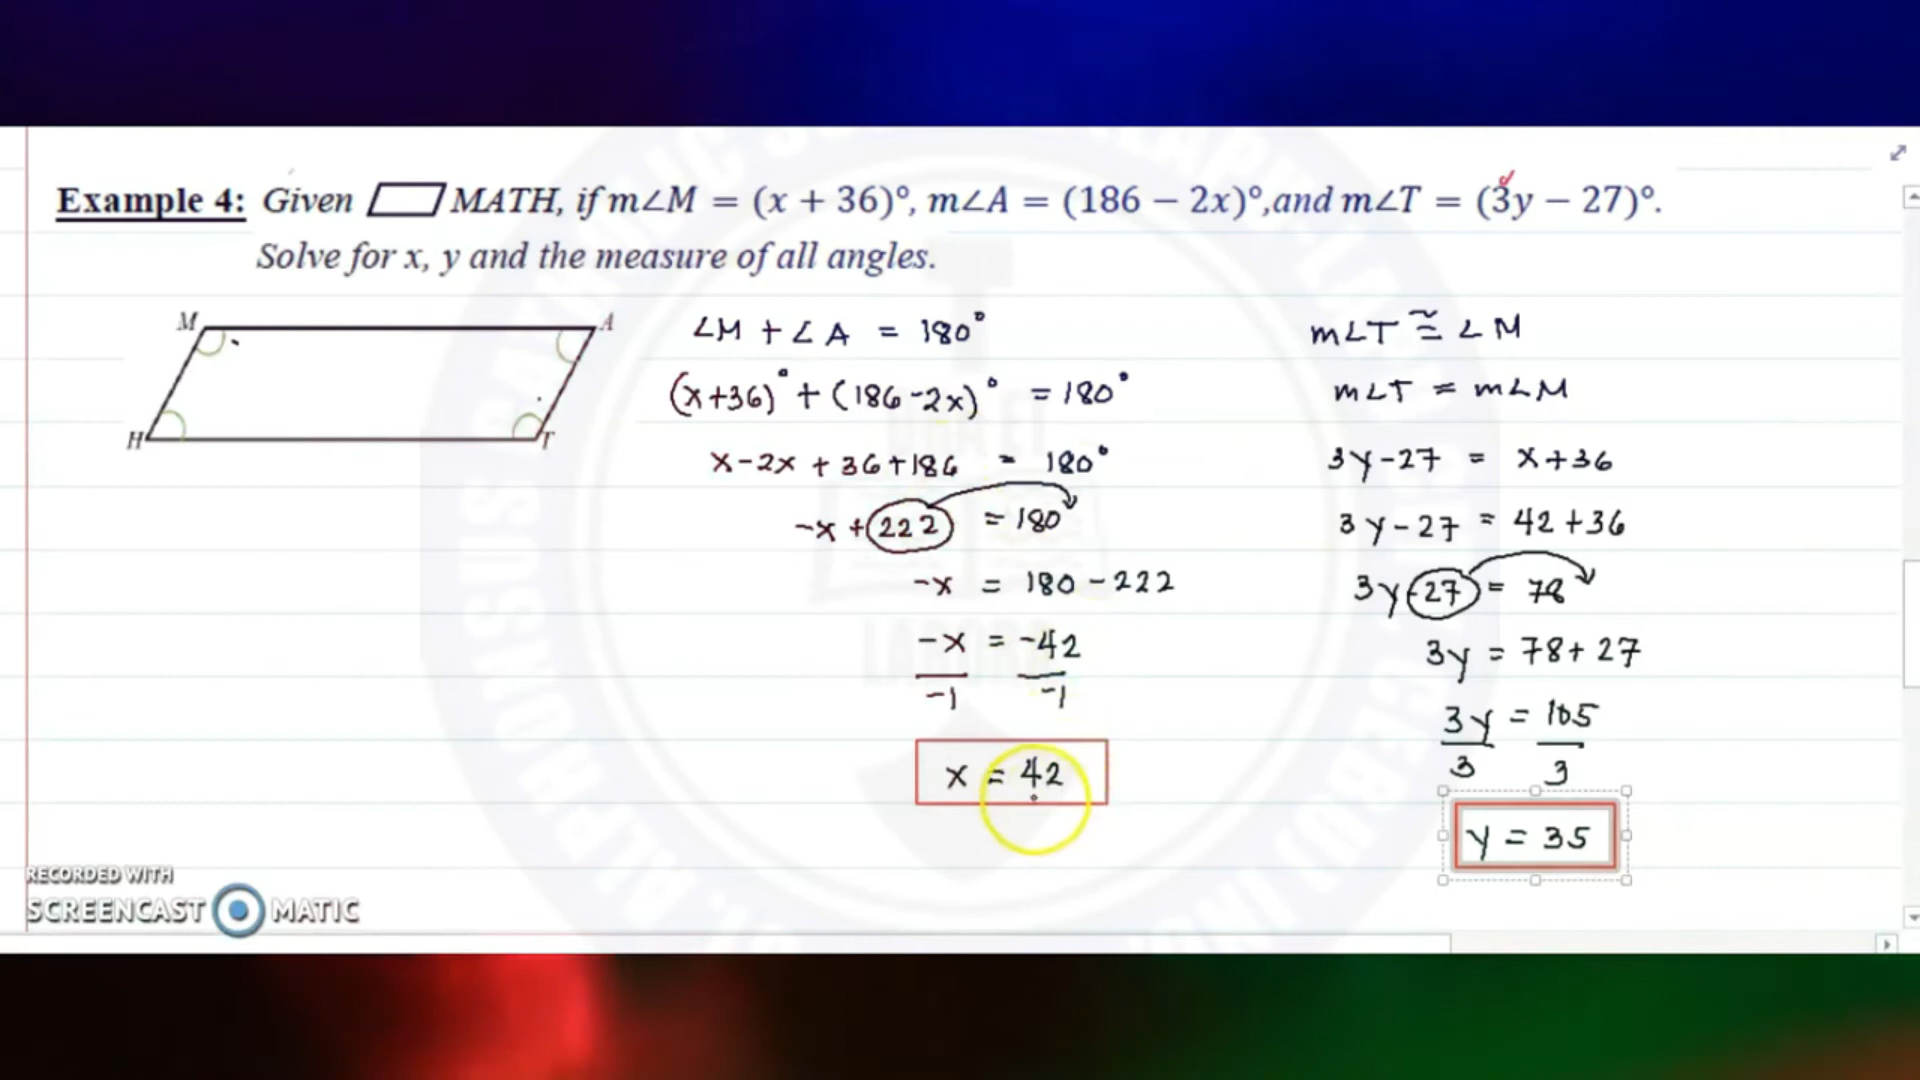 Example 4: Given ▱ MATH, if m∠M = (x + 36)°, m∠A = (186 − 2x)°,and m∠T = (3y − 27)°.
Solve for x, y and the measure of all angles.
M
A
H
T
∠M + ∠A = 180°
(x+36)° + (186-2x)° = 180°
x-2x + 36+186 = 180°
-x + 222 = 180
-x = 180 - 222
-x = -42
-1 -1
x = 42
m∠T ≅ ∠M
m∠T = m∠M
3y-27 = x+36
3y-27 = 42+36
3y-27 = 78
3y = 78+27
3y = 105
3 3
y = 35
RECORDED WITH
SCREENCAST MATIC